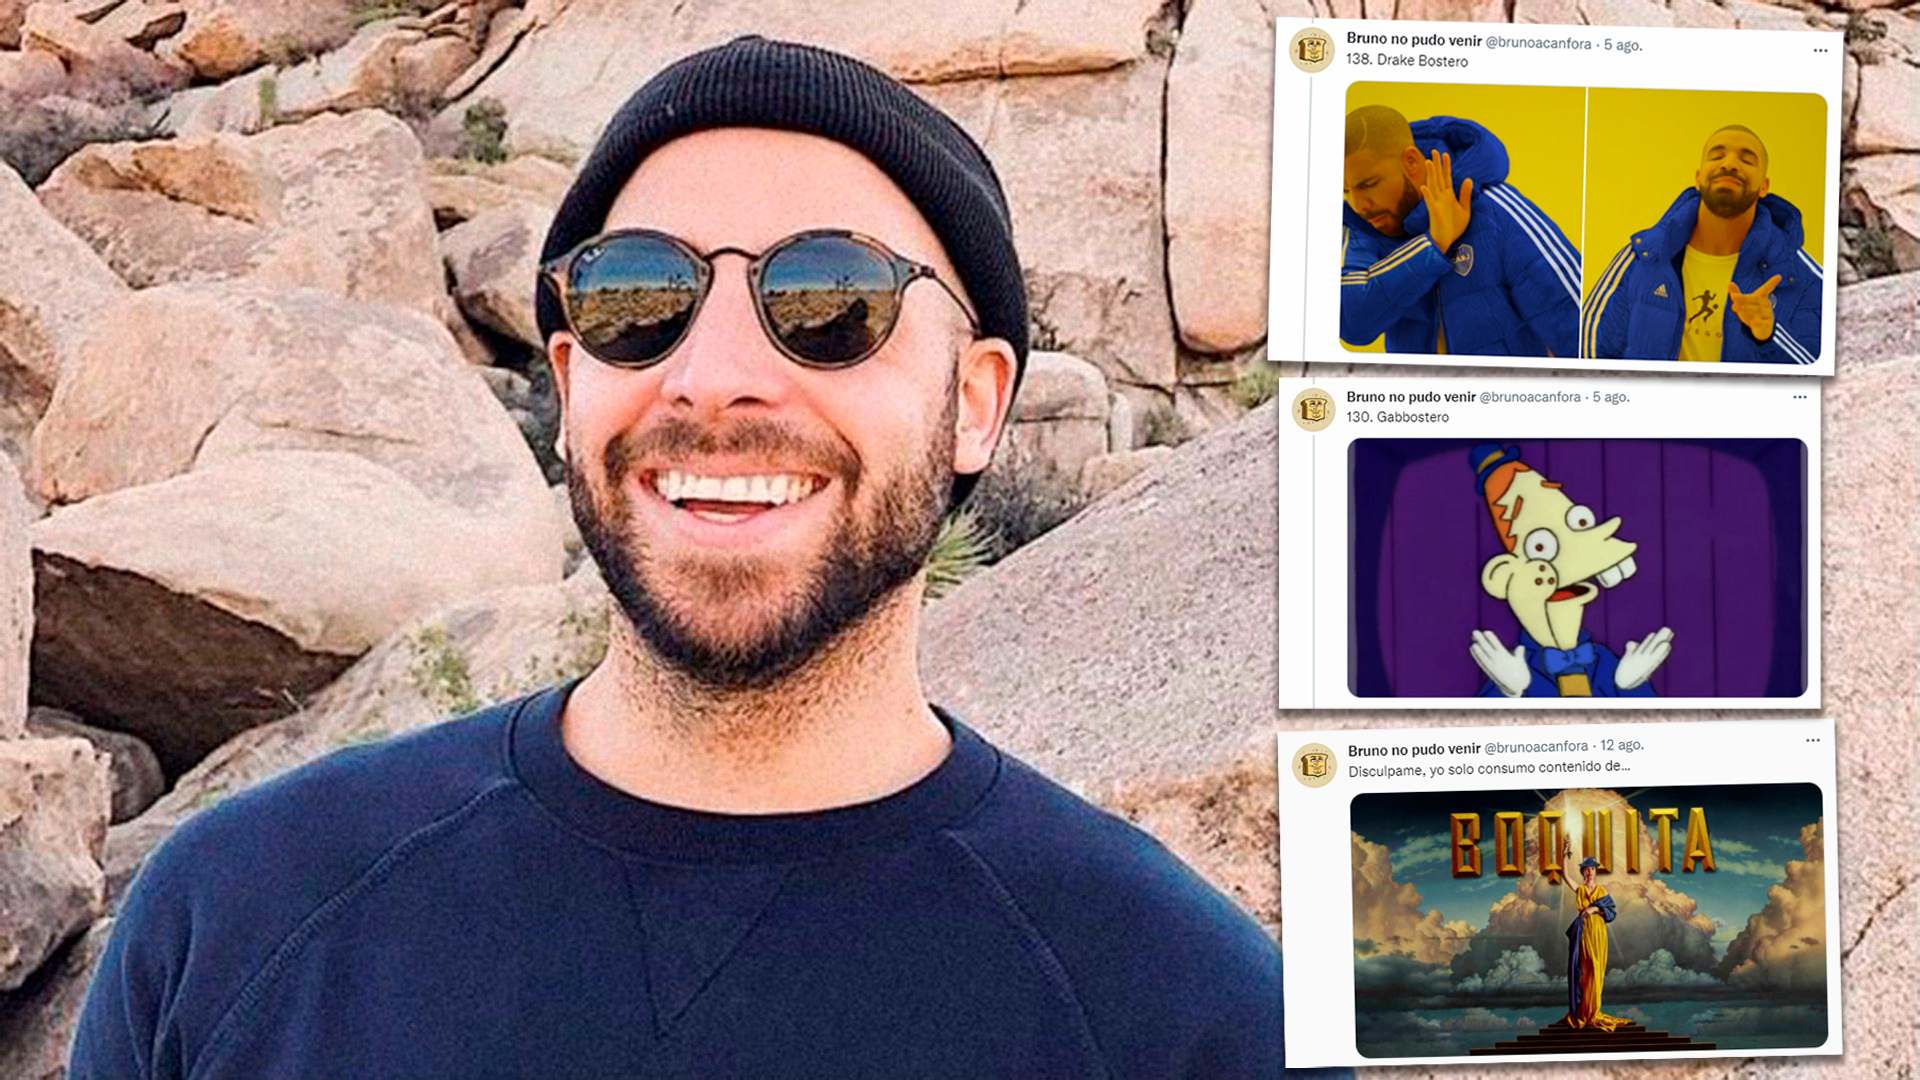 Bruno no pudo venir @brunoacanfora · 5 ago.
138. Drake Bostero
Bruno no pudo venir @brunoacanfora · 5 ago.
130. Gabbostero
Bruno no pudo venir @brunoacanfora · 12 ago.
Disculpame, yo solo consumo contenido de...
BOQUITA